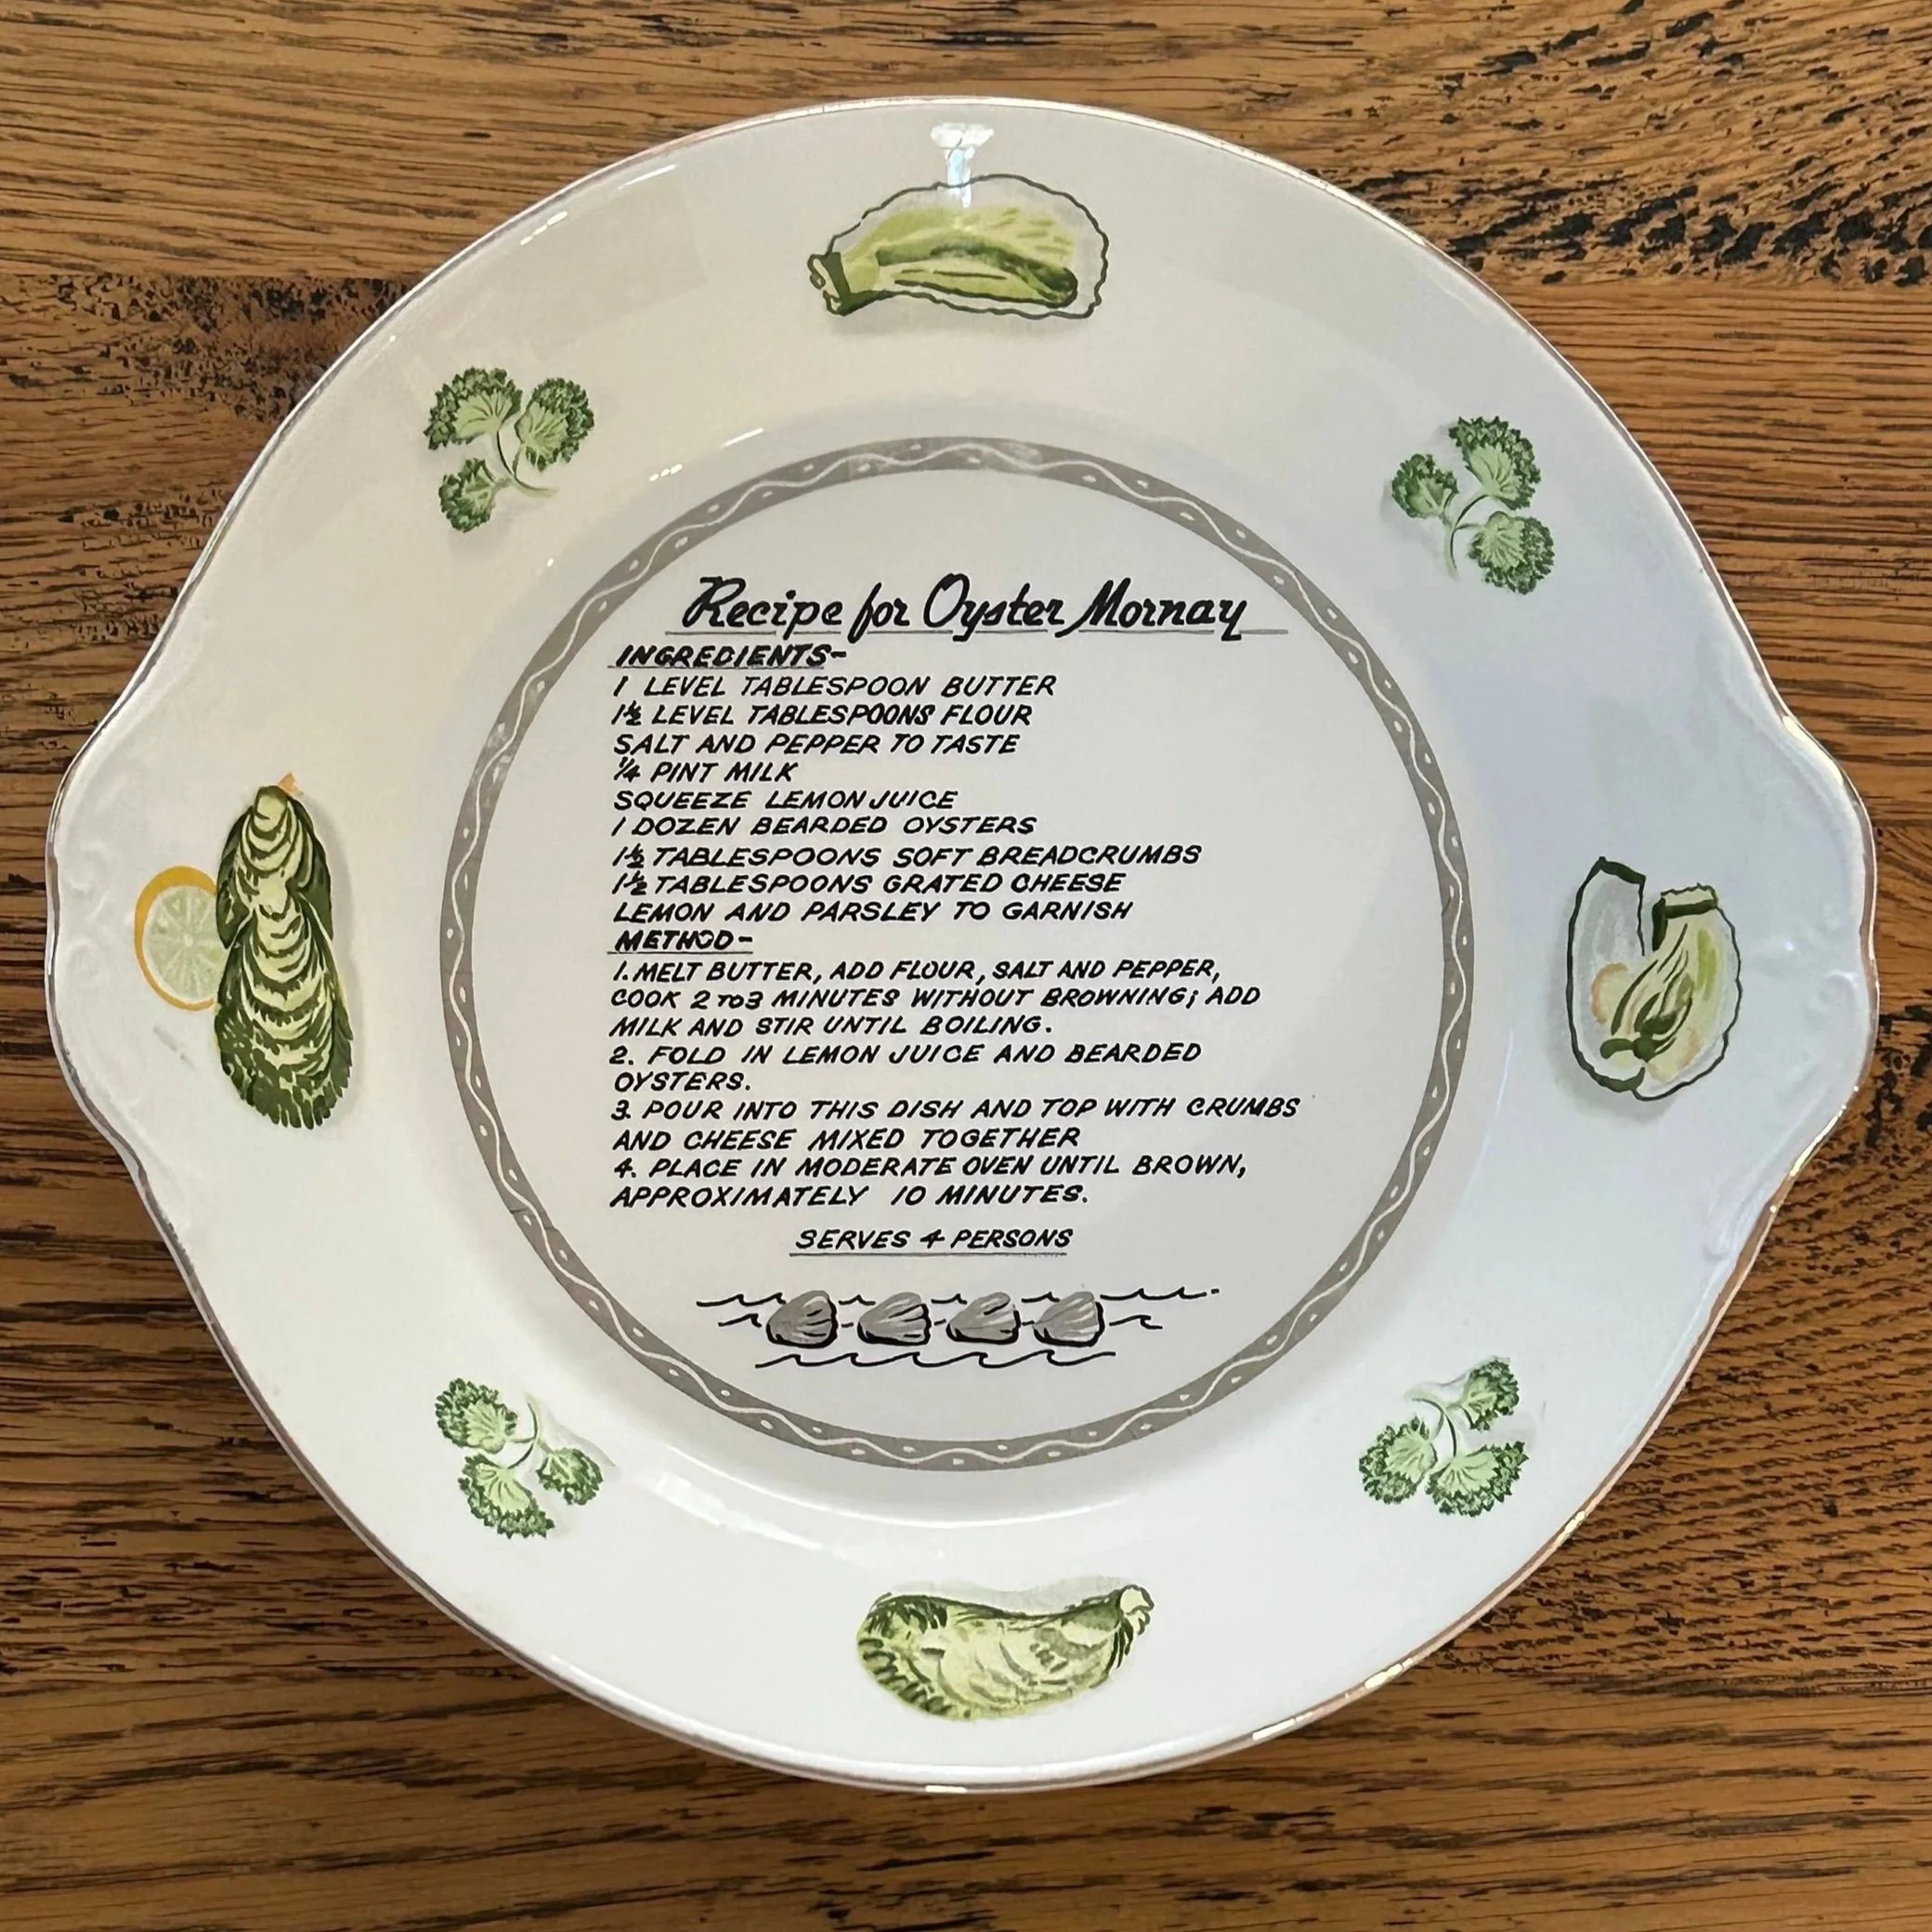 Recipe for Oyster Mornay
INGREDIENTS-
1 LEVEL TABLESPOON BUTTER
1½ LEVEL TABLESPOONS FLOUR
SALT AND PEPPER TO TASTE
¼ PINT MILK
SQUEEZE LEMON JUICE
1 DOZEN BEARDED OYSTERS
1½ TABLESPOONS SOFT BREADCRUMBS
1½ TABLESPOONS GRATED CHEESE
LEMON AND PARSLEY TO GARNISH
METHOD-
1. MELT BUTTER, ADD FLOUR, SALT AND PEPPER,
COOK 2 TO 3 MINUTES WITHOUT BROWNING; ADD
MILK AND STIR UNTIL BOILING.
2. FOLD IN LEMON JUICE AND BEARDED
OYSTERS.
3. POUR INTO THIS DISH AND TOP WITH CRUMBS
AND CHEESE MIXED TOGETHER
4. PLACE IN MODERATE OVEN UNTIL BROWN,
APPROXIMATELY 10 MINUTES.
SERVES 4 PERSONS